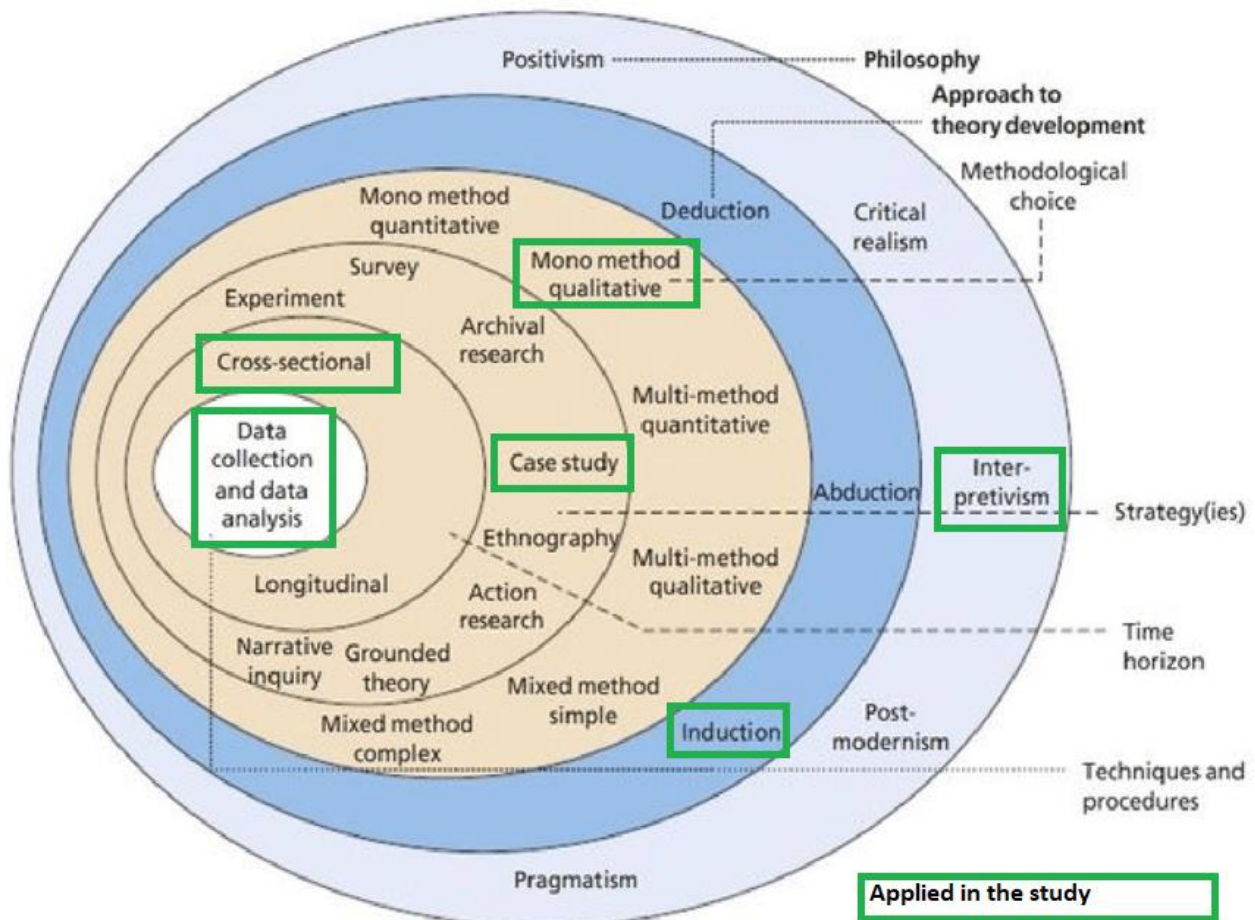 Positivism
Philosophy
Approach to
theory development
Methodological
choice
Mono method
quantitative
Deduction
Critical
realism
Survey
Mono method
qualitative
Experiment
Archival
research
Cross-sectional
Multi-method
quantitative
Data
collection
and data
analysis
Case study
Inter-
pretivism
Abduction
Strategy(ies)
Ethnography
Multi-method
qualitative
Longitudinal
Action
research
Time
horizon
Narrative
inquiry
Grounded
theory
Mixed method
simple
Mixed method
complex
Induction
Post-
modernism
Techniques and
procedures
Pragmatism
Applied in the study